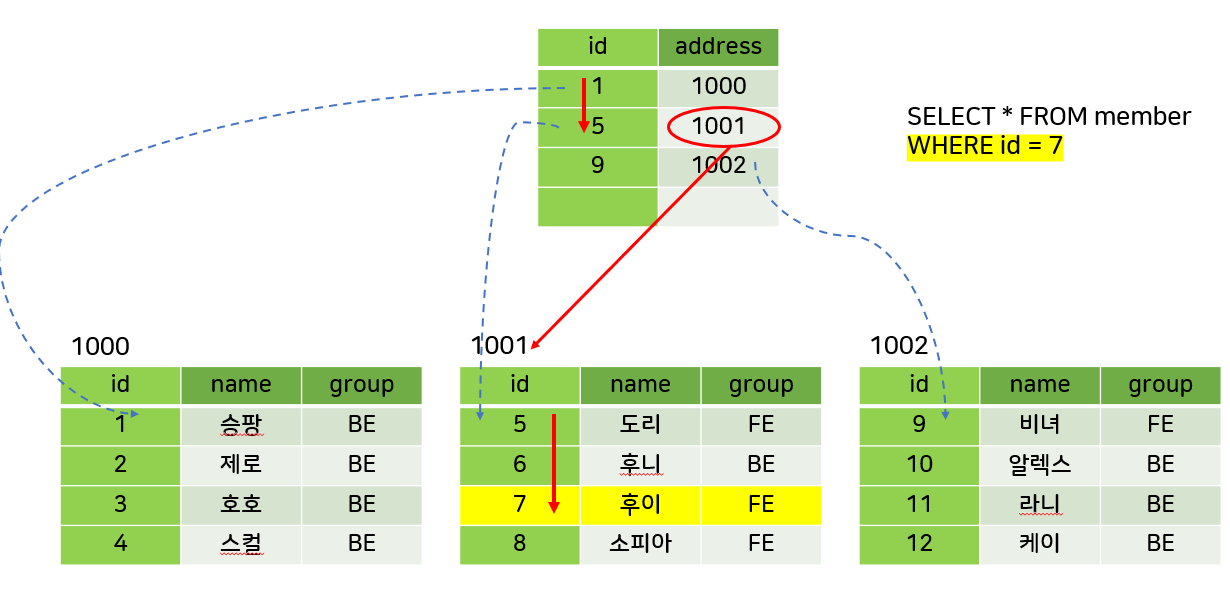 id address
1 1000
5 1001
9 1002
SELECT * FROM member
WHERE id = 7
1000
id name group
1 승팡 BE
2 제로 BE
3 호호 BE
4 스컬 BE
1001
id name group
5 도리 FE
6 후니 BE
7 후이 FE
8 소피아 FE
1002
id name group
9 비녀 FE
10 알렉스 BE
11 라니 BE
12 케이 BE